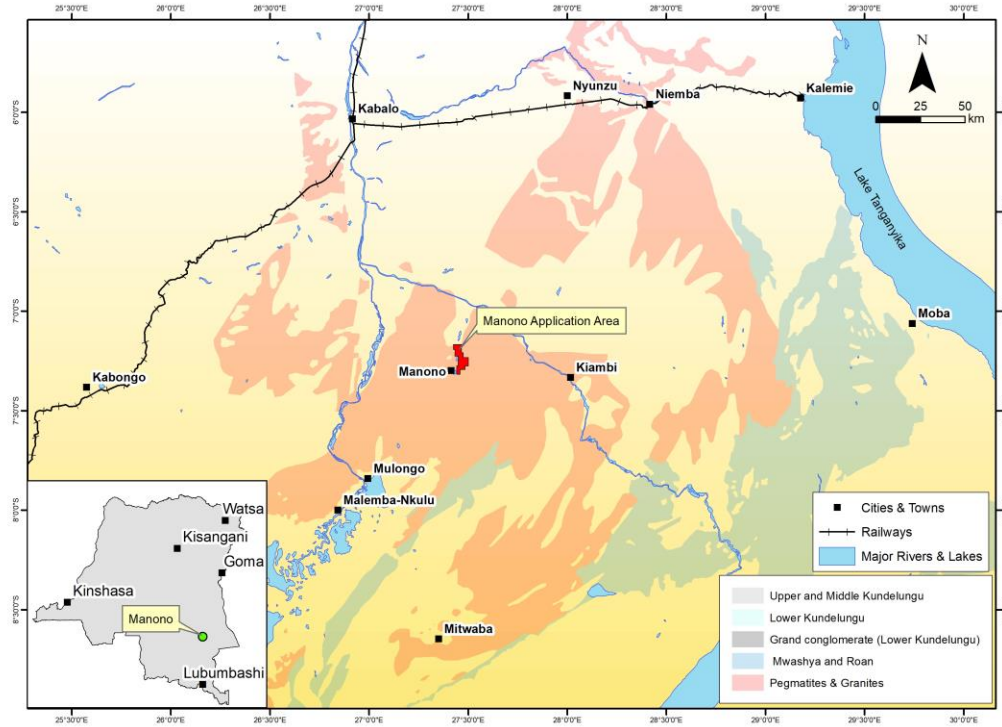 25°30'0"E 26°0'0"E 26°30'0"E 27°0'0"E 27°30'0"E 28°0'0"E 28°30'0"E 29°0'0"E 29°30'0"E 30°0'0"E
N
0 25 50
km
Nyunzu
Niemba
Kalemie
Kabalo
6°0'0"S
6°30'0"S
Lake Tanganyika
7°0'0"S
Manono Application Area
Moba
Manono
Kiambi
Kabongo
7°30'0"S
Mulongo
Malemba-Nkulu
8°0'0"S
Mitwaba
8°30'0"S
Watsa
Kisangani
Goma
Kinshasa
Manono
Lubumbashi
Cities & Towns
Railways
Major Rivers & Lakes
Upper and Middle Kundelungu
Lower Kundelungu
Grand conglomerate (Lower Kundelungu)
Mwashya and Roan
Pegmatites & Granites
25°30'0"E 26°0'0"E 26°30'0"E 27°0'0"E 27°30'0"E 28°0'0"E 28°30'0"E 29°0'0"E 29°30'0"E 30°0'0"E